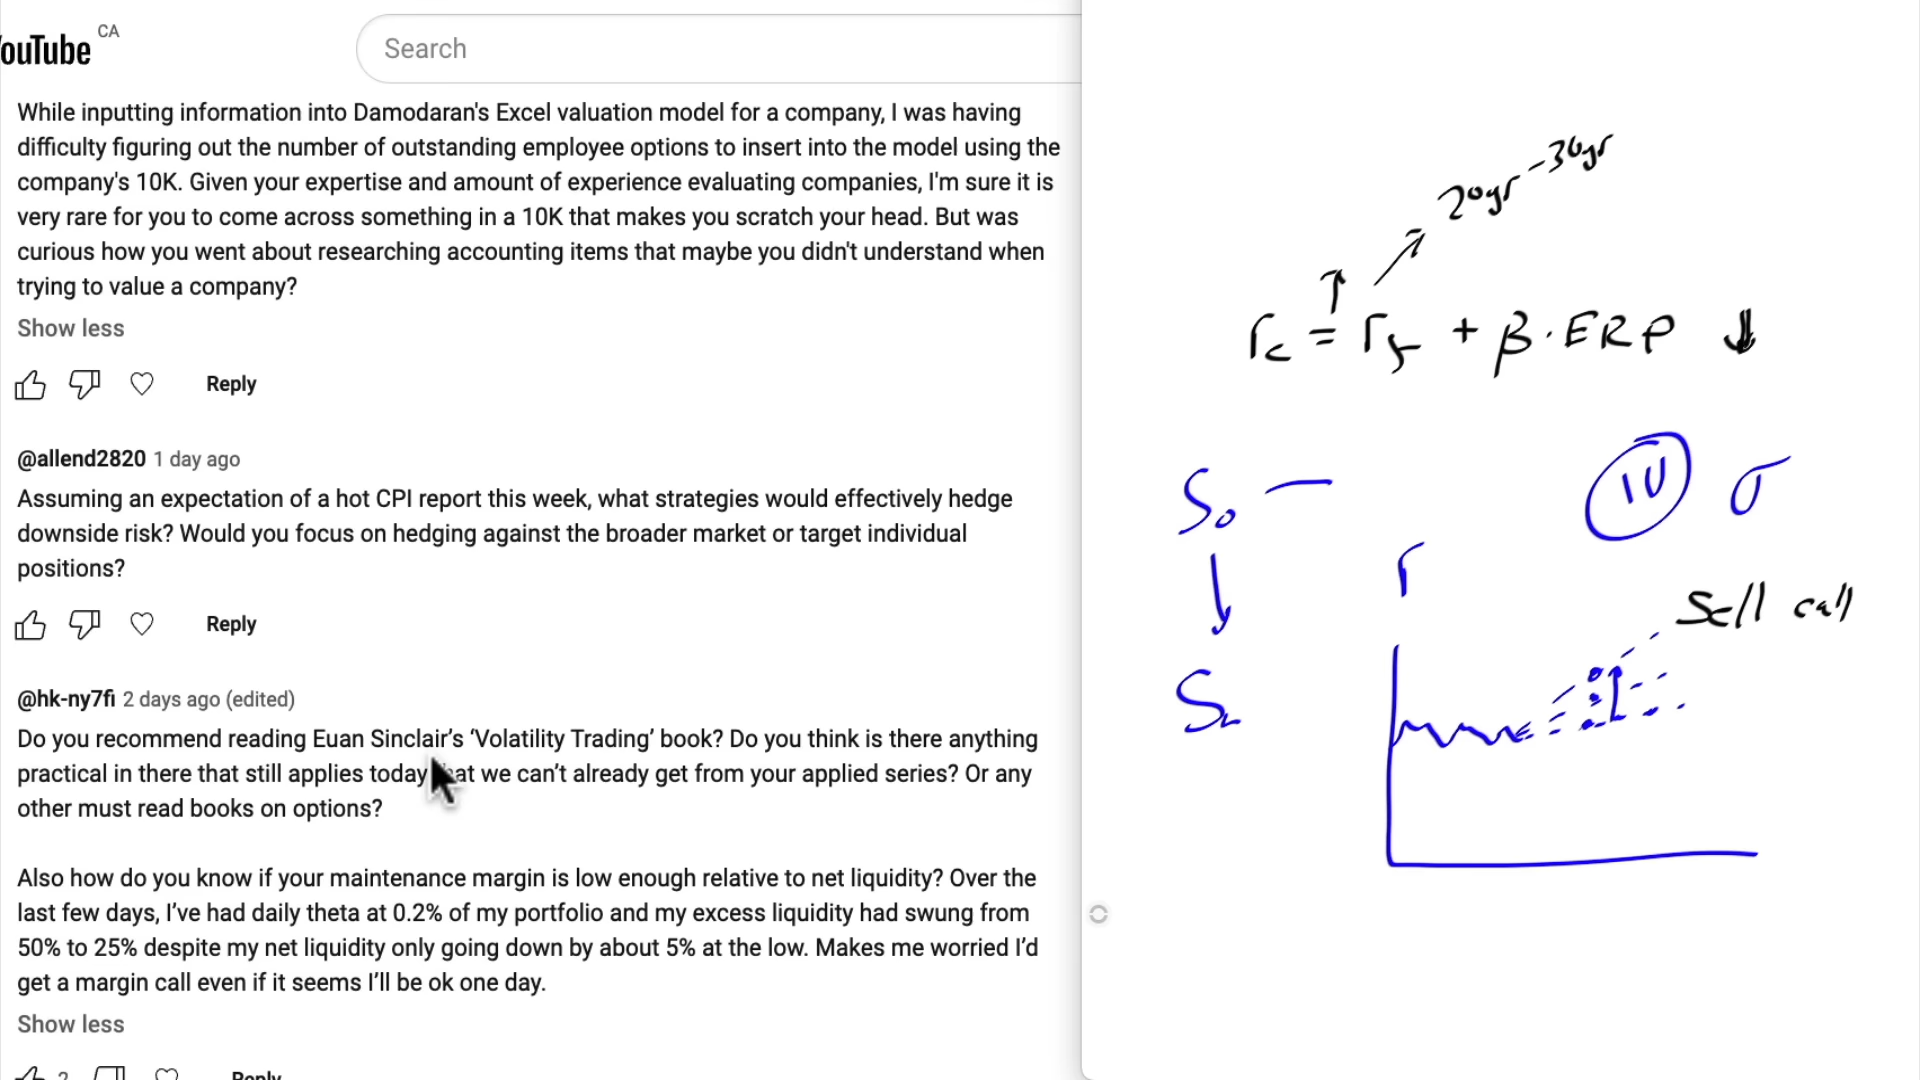 ouTube CA
Search
While inputting information into Damodaran's Excel valuation model for a company, I was having
difficulty figuring out the number of outstanding employee options to insert into the model using the
company's 10K. Given your expertise and amount of experience evaluating companies, I'm sure it is
very rare for you to come across something in a 10K that makes you scratch your head. But was
curious how you went about researching accounting items that maybe you didn't understand when
trying to value a company?
Show less
Reply
@allend2820 1 day ago
Assuming an expectation of a hot CPI report this week, what strategies would effectively hedge
downside risk? Would you focus on hedging against the broader market or target individual
positions?
Reply
@hk-ny7fi 2 days ago (edited)
Do you recommend reading Euan Sinclair’s ‘Volatility Trading’ book? Do you think is there anything
practical in there that still applies today at we can’t already get from your applied series? Or any
other must read books on options?
Also how do you know if your maintenance margin is low enough relative to net liquidity? Over the
last few days, I’ve had daily theta at 0.2% of my portfolio and my excess liquidity had swung from
50% to 25% despite my net liquidity only going down by about 5% at the low. Makes me worried I’d
get a margin call even if it seems I’ll be ok one day.
Show less
2 Reply
20yr - 30yr
= rf + β · ERP
S₀
σ
r
Sell call